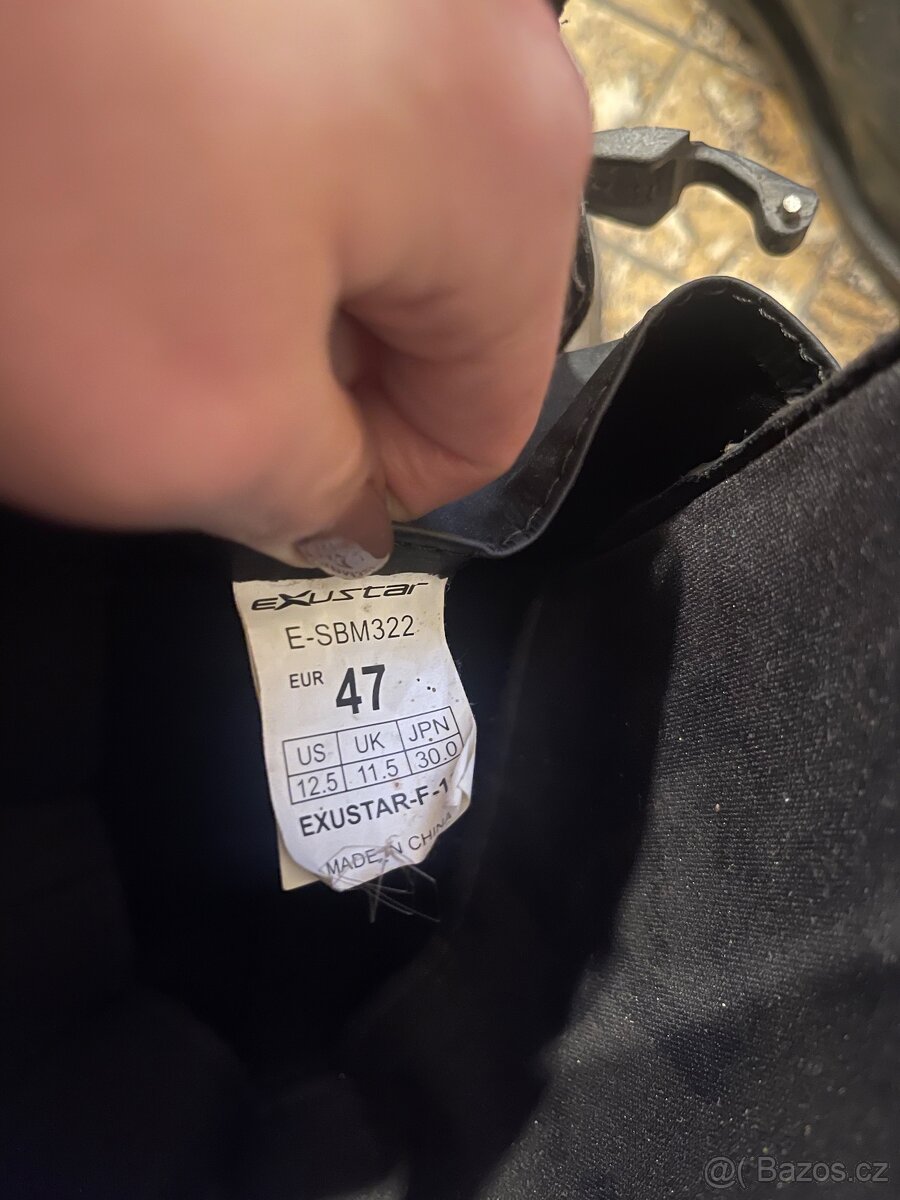 eXustar
E-SBM322
EUR 47
US UK JPN
12.5 11.5 30.0
EXUSTAR-F-1
MADE IN CHINA
@( Bazos.cz